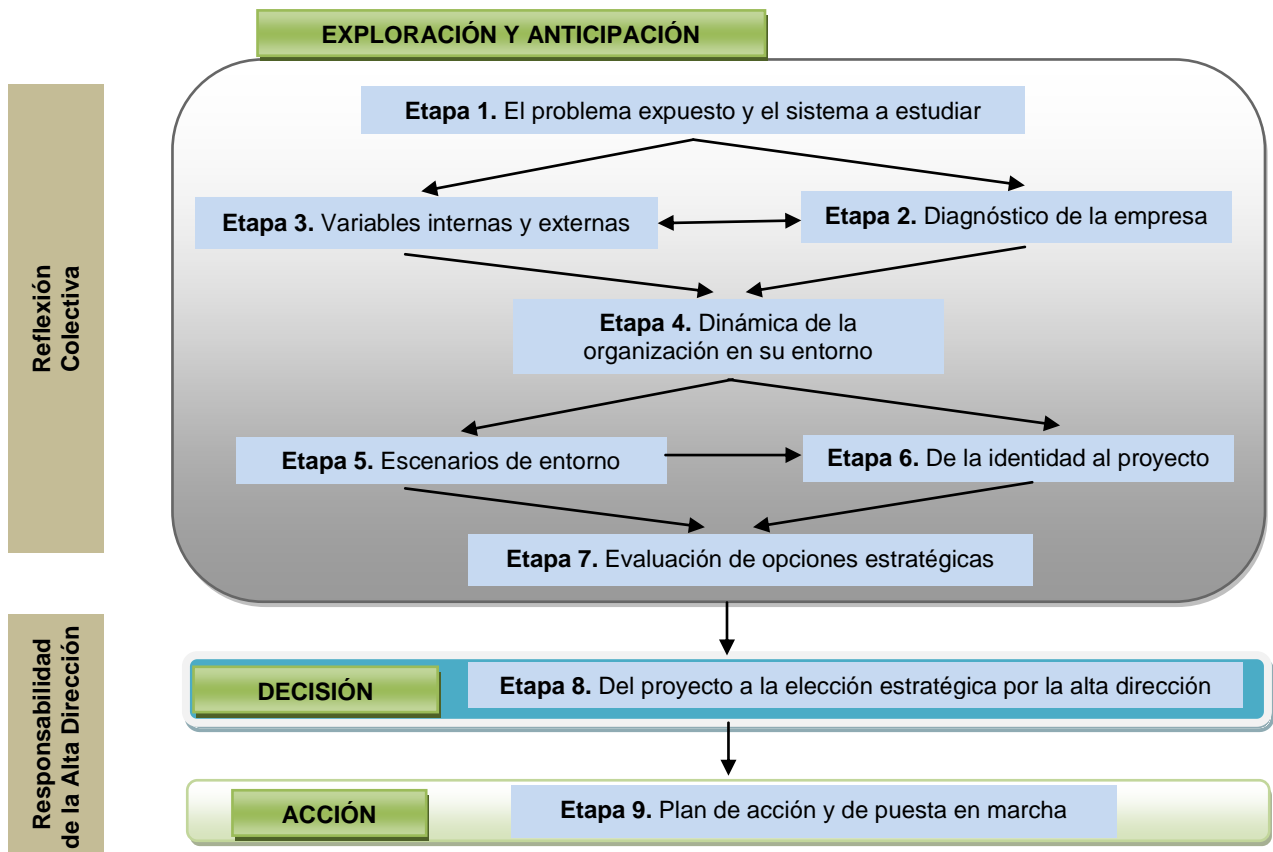 EXPLORACIÓN Y ANTICIPACIÓN
Reflexión
Colectiva
Etapa 1. El problema expuesto y el sistema a estudiar
Etapa 3. Variables internas y externas
Etapa 2. Diagnóstico de la empresa
Etapa 4. Dinámica de la
organización en su entorno
Etapa 5. Escenarios de entorno
Etapa 6. De la identidad al proyecto
Etapa 7. Evaluación de opciones estratégicas
Responsabilidad
de la Alta Dirección
DECISIÓN
Etapa 8. Del proyecto a la elección estratégica por la alta dirección
ACCIÓN
Etapa 9. Plan de acción y de puesta en marcha